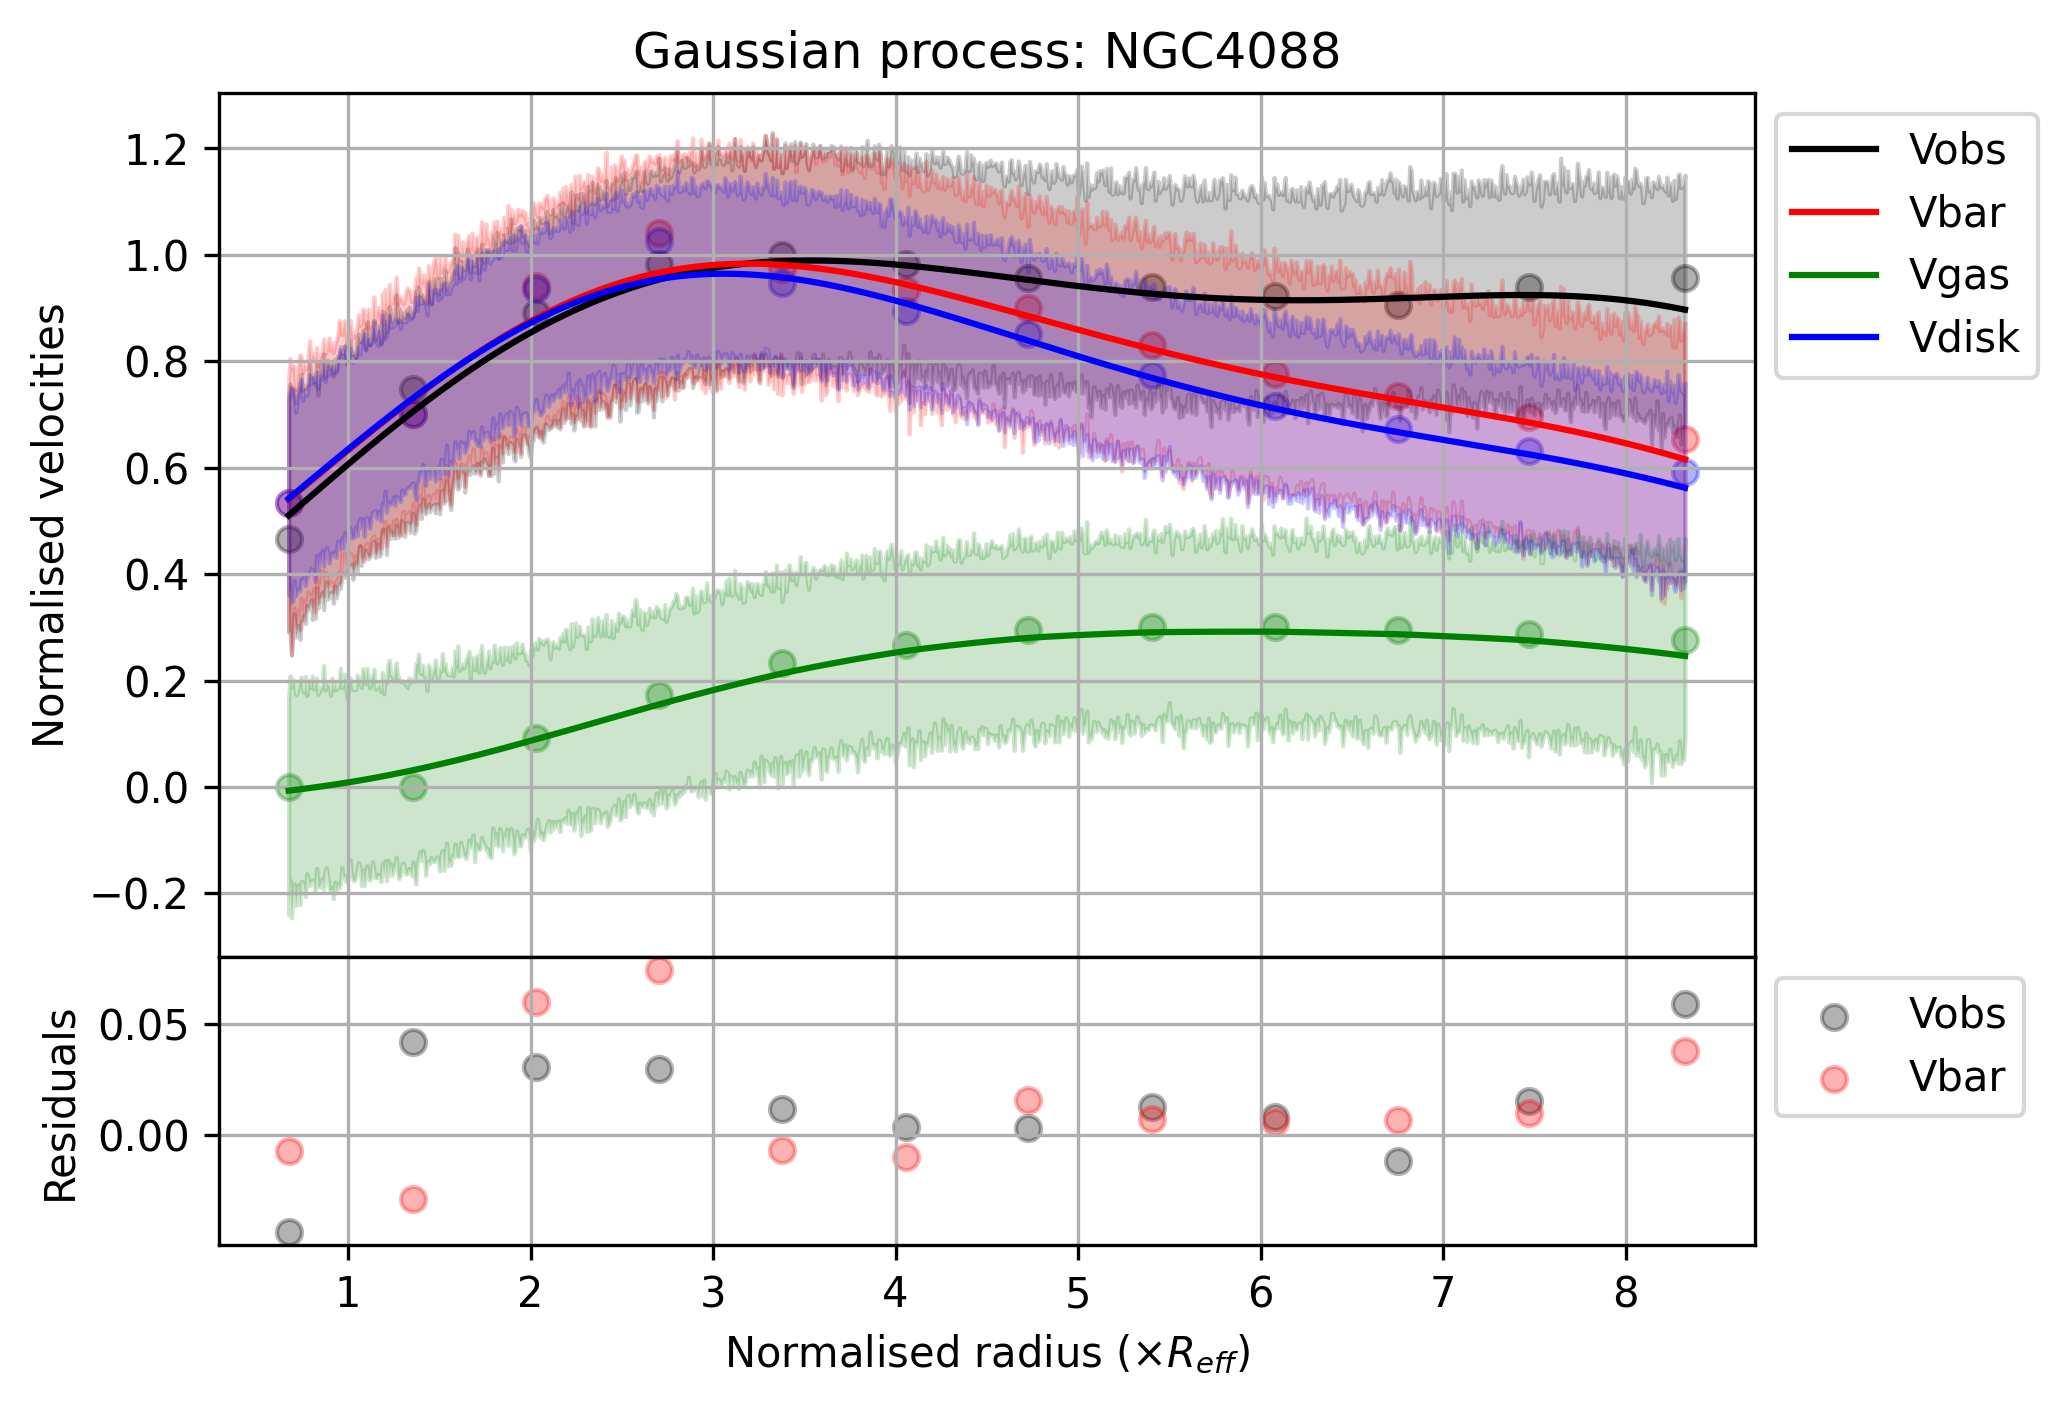 Gaussian process: NGC4088
Normalised velocities
1.2
1.0
0.8
0.6
0.4
0.2
0.0
−0.2
Vobs
Vbar
Vgas
Vdisk
Residuals
0.05
0.00
Vobs
Vbar
1 2 3 4 5 6 7 8
Normalised radius (×R_eff)